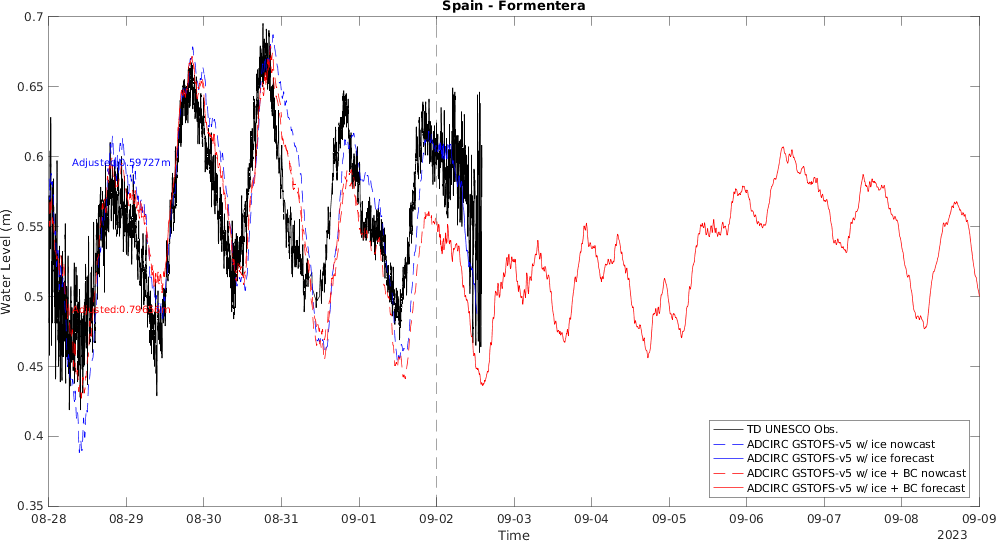 Spain - Formentera
0.7
0.65
0.6
0.55
0.5
0.45
0.4
0.35
Water Level (m)
Adjusted:0.59727m
TD UNESCO Obs.
ADCIRC GSTOFS-v5 w/ ice nowcast
ADCIRC GSTOFS-v5 w/ ice forecast
ADCIRC GSTOFS-v5 w/ ice + BC nowcast
ADCIRC GSTOFS-v5 w/ ice + BC forecast
08-28 08-29 08-30 08-31 09-01 09-02 09-03 09-04 09-05 09-06 09-07 09-08 09-09
Time
2023